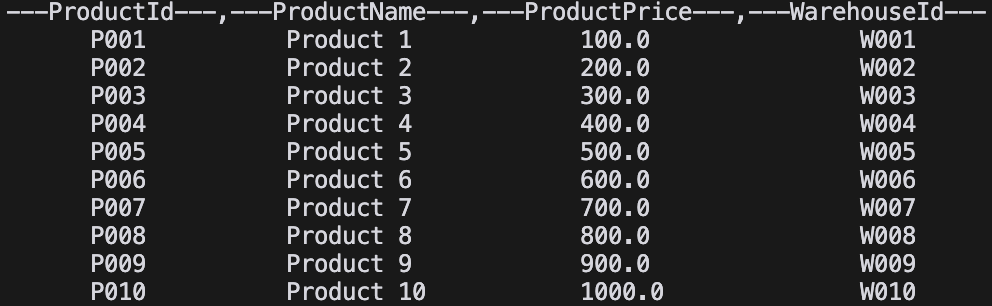 ---ProductId---,---ProductName---,---ProductPrice---,---WarehouseId---
P001 Product 1 100.0 W001
P002 Product 2 200.0 W002
P003 Product 3 300.0 W003
P004 Product 4 400.0 W004
P005 Product 5 500.0 W005
P006 Product 6 600.0 W006
P007 Product 7 700.0 W007
P008 Product 8 800.0 W008
P009 Product 9 900.0 W009
P010 Product 10 1000.0 W010